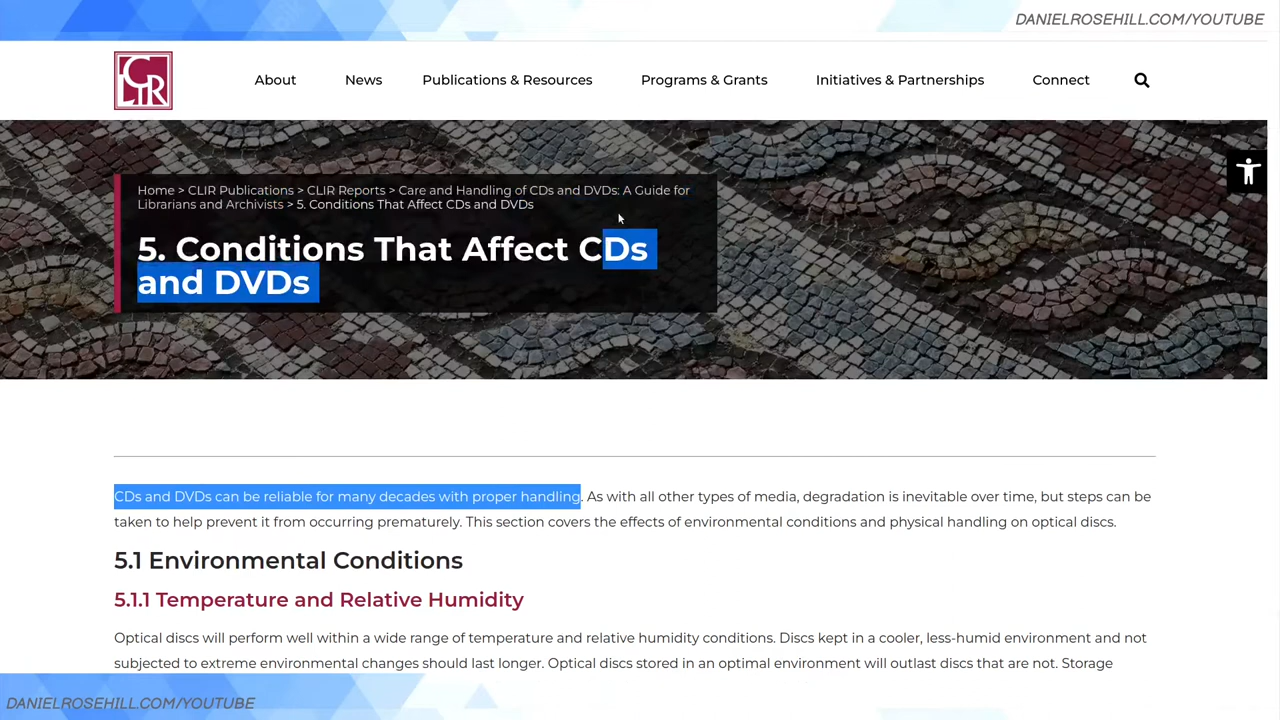 DANIELROSEHILL.COM/YOUTUBE
CLIR
About News Publications & Resources Programs & Grants Initiatives & Partnerships Connect
Home > CLIR Publications > CLIR Reports > Care and Handling of CDs and DVDs: A Guide for
Librarians and Archivists > 5. Conditions That Affect CDs and DVDs
5. Conditions That Affect CDs
and DVDs
CDs and DVDs can be reliable for many decades with proper handling. As with all other types of media, degradation is inevitable over time, but steps can be
taken to help prevent it from occurring prematurely. This section covers the effects of environmental conditions and physical handling on optical discs.
5.1 Environmental Conditions
5.1.1 Temperature and Relative Humidity
Optical discs will perform well within a wide range of temperature and relative humidity conditions. Discs kept in a cooler, less-humid environment and not
subjected to extreme environmental changes should last longer. Optical discs stored in an optimal environment will outlast discs that are not. Storage
DANIELROSEHILL.COM/YOUTUBE